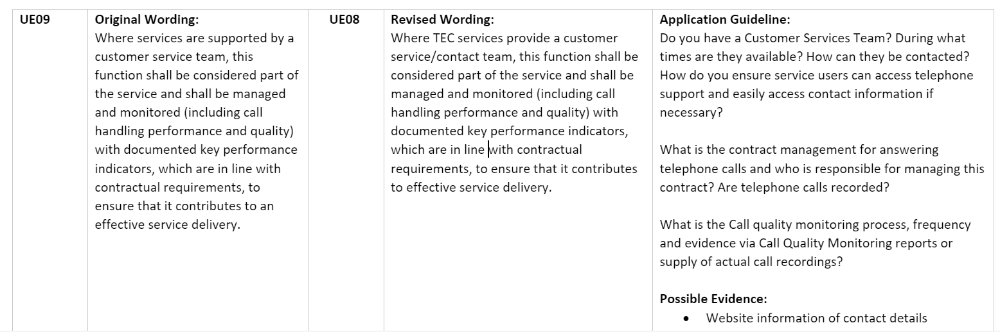 UE09
Original Wording:
Where services are supported by a
customer service team, this
function shall be considered part of
the service and shall be managed
and monitored (including call
handling performance and quality)
with documented key performance
indicators, which are in line with
contractual requirements, to
ensure that it contributes to an
effective service delivery.
UE08
Revised Wording:
Where TEC services provide a customer
service/contact team, this function shall be
considered part of the service and shall be
managed and monitored (including call
handling performance and quality) with
documented key performance indicators,
which are in line with contractual
requirements, to ensure that it contributes
to effective service delivery.
Application Guideline:
Do you have a Customer Services Team? During what
times are they available? How can they be contacted?
How do you ensure service users can access telephone
support and easily access contact information if
necessary?
What is the contract management for answering
telephone calls and who is responsible for managing this
contract? Are telephone calls recorded?
What is the Call quality monitoring process, frequency
and evidence via Call Quality Monitoring reports or
supply of actual call recordings?
Possible Evidence:
• Website information of contact details